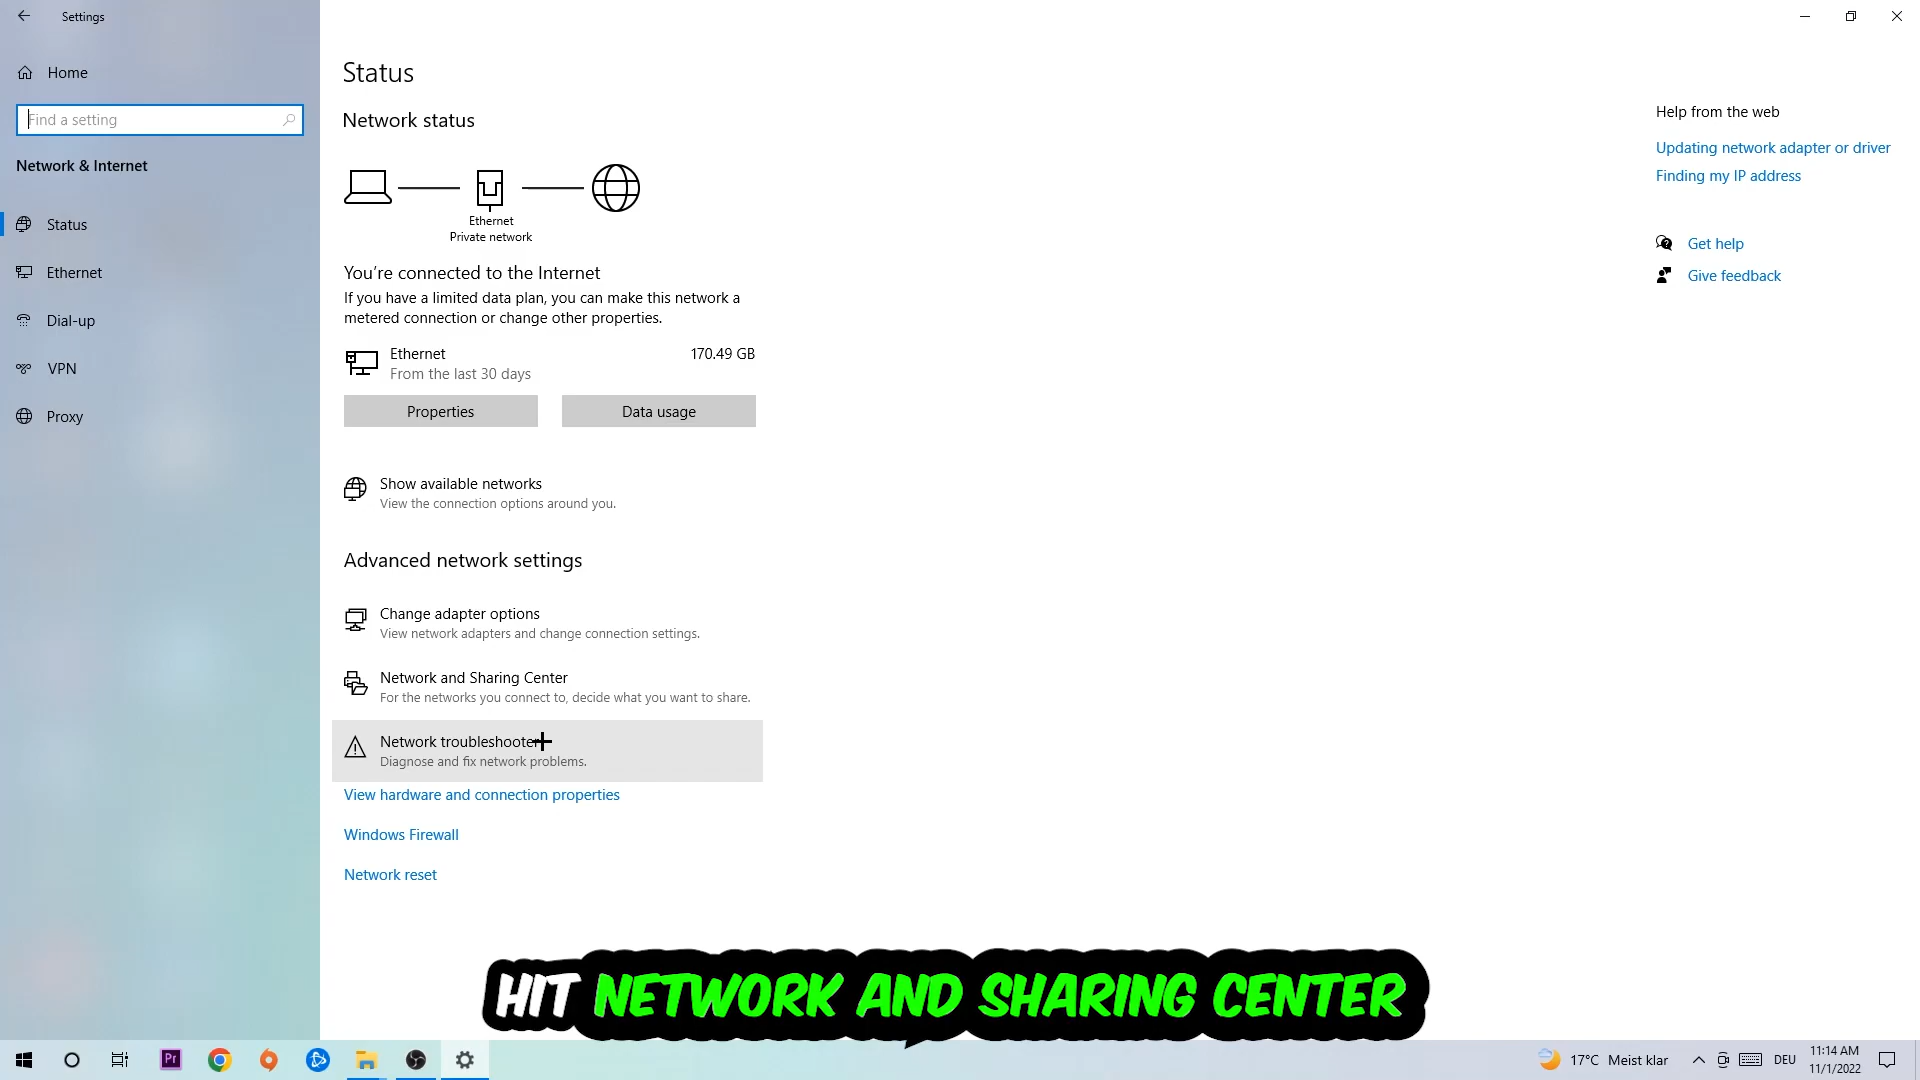 Settings
Home
Find a setting
Network & Internet
Status
Ethernet
Dial-up
VPN
Proxy
Status
Network status
Ethernet
Private network
You're connected to the Internet
If you have a limited data plan, you can make this network a
metered connection or change other properties.
Ethernet 170.49 GB
From the last 30 days
Properties Data usage
Show available networks
View the connection options around you.
Advanced network settings
Change adapter options
View network adapters and change connection settings.
Network and Sharing Center
For the networks you connect to, decide what you want to share.
Network troubleshooter
Diagnose and fix network problems.
View hardware and connection properties
Windows Firewall
Network reset
Help from the web
Updating network adapter or driver
Finding my IP address
Get help
Give feedback
HIT NETWORK AND SHARING CENTER
Pr
17°C Meist klar
DEU
11:14 AM
11/1/2022